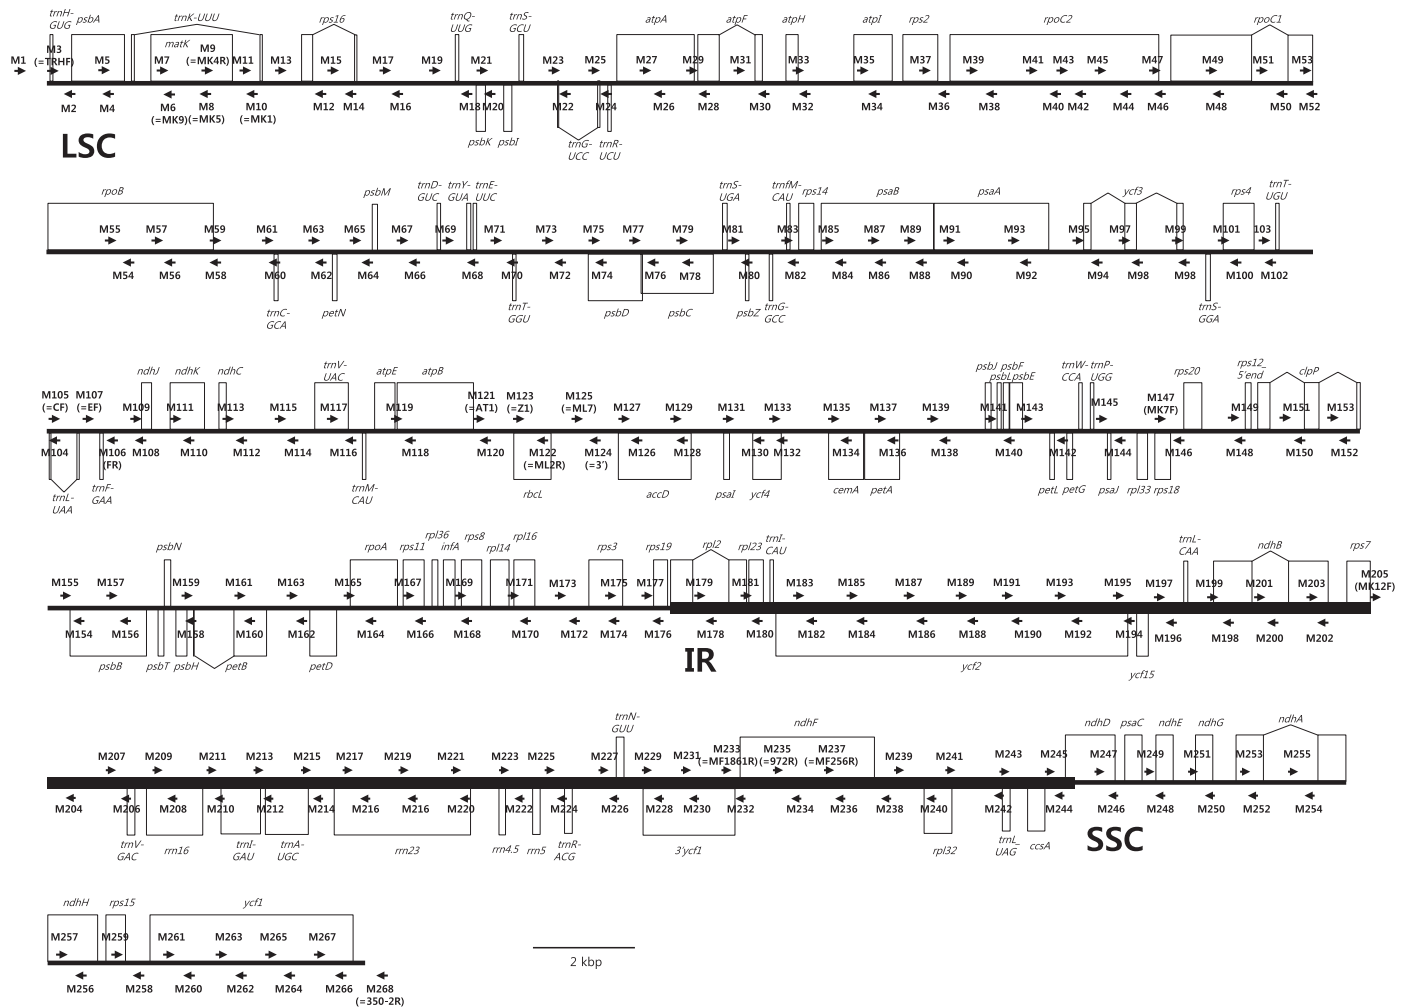 trnH- psbA trnK-UUU rps16 trnQ- trnS- atpA atpF atpH atpI rps2 rpoC2 rpoC1
GUG UUG GCU
matK
M1 M3 M5 M7 M9 M11 M13 M15 M17 M19 M21 M23 M25 M27 M29 M31 M33 M35 M37 M39 M41 M43 M45 M47 M49 M51 M53
(=TRHF) (=MK4R)
M2 M4 M6 M8 M10 M12 M14 M16 M18 M20 M22 M24 M26 M28 M30 M32 M34 M36 M38 M40 M42 M44 M46 M48 M50 M52
(=MK9) (=MK5) (=MK1)
psbK psbI trnG- trnR-
UCC UCU
LSC
rpoB psbM trnD- trnY- trnE- trnS- trnfM- rps14 psaB psaA ycf3 rps4 trnT-
GUC GUA UUC UGA CAU UGU
M55 M57 M59 M61 M63 M65 M67 M69 M71 M73 M75 M77 M79 M81 M83 M85 M87 M89 M91 M93 M95 M97 M99 M101 103
M54 M56 M58 M60 M62 M64 M66 M68 M70 M72 M74 M76 M78 M80 M82 M84 M86 M88 M90 M92 M94 M98 M98 M100 M102
trnC- petN trnT- psbD psbC psbZ trnG- trnS-
GCA GGU GCC GGA
ndhJ ndhK ndhC trnV- atpE atpB psbJ psbL psbF psbE trnW- trnP- rps20 rps12_ clpP
UAC CCA UGG 5'end
M105 M107 M109 M111 M113 M115 M117 M119 M121 M123 M125 M127 M129 M131 M133 M135 M137 M139 M141 M143 M145 M147 M149 M151 M153
(=CF) (=EF) (=AT1) (=Z1) (=ML7) (MK7F)
M104 M106 M108 M110 M112 M114 M116 M118 M120 M122 M124 M126 M128 M130 M132 M134 M136 M138 M140 M142 M144 M146 M148 M150 M152
(FR) (=ML2R) (=3')
trnL- trnF- trnM- rbcL accD psaI ycf4 cemA petA petL petG psaJ rpl33 rps18
UAA GAA CAU
psbN rpoA rps11 rpl36 infA rps8 rpl14 rpl16 rps3 rps19 rpl2 rpl23 trnI- trnL- ndhB rps7
CAU CAA
M155 M157 M159 M161 M163 M165 M167 M169 M171 M173 M175 M177 M179 M181 M183 M185 M189 M191 M193 M195 M197 M199 M201 M203 M205
(MK12F)
M154 M156 M158 M160 M162 M164 M166 M168 M170 M172 M174 M176 M178 M180 M182 M184 M186 M188 M190 M192 M194 M196 M198 M200 M202
psbB psbT psbH petB petD ycf2 ycf15
IR
trnN- ndhF ndhD psaC ndhE ndhG ndhA
GUU
M207 M209 M211 M213 M215 M217 M219 M221 M223 M225 M227 M229 M231 M233 M235 M237 M239 M241 M243 M245 M247 M249 M251 M253 M255
(=MF1861R) (=972R) (=MF256R)
M204 M206 M208 M210 M212 M214 M216 M216 M220 M222 M224 M226 M228 M230 M232 M234 M236 M238 M240 M242 M244 M246 M248 M250 M252 M254
trnV- rrn16 trnI- trnA- rrn23 rrn4.5 rrn5 trnR- 3'ycf1 rpl32 trnL_ ccsA
GAC GAU UGC ACG UAG
SSC
ndhH rps15 ycf1
M257 M259 M261 M263 M265 M267
M256 M258 M260 M262 M264 M266 M268
(=350-2R)
2 kbp